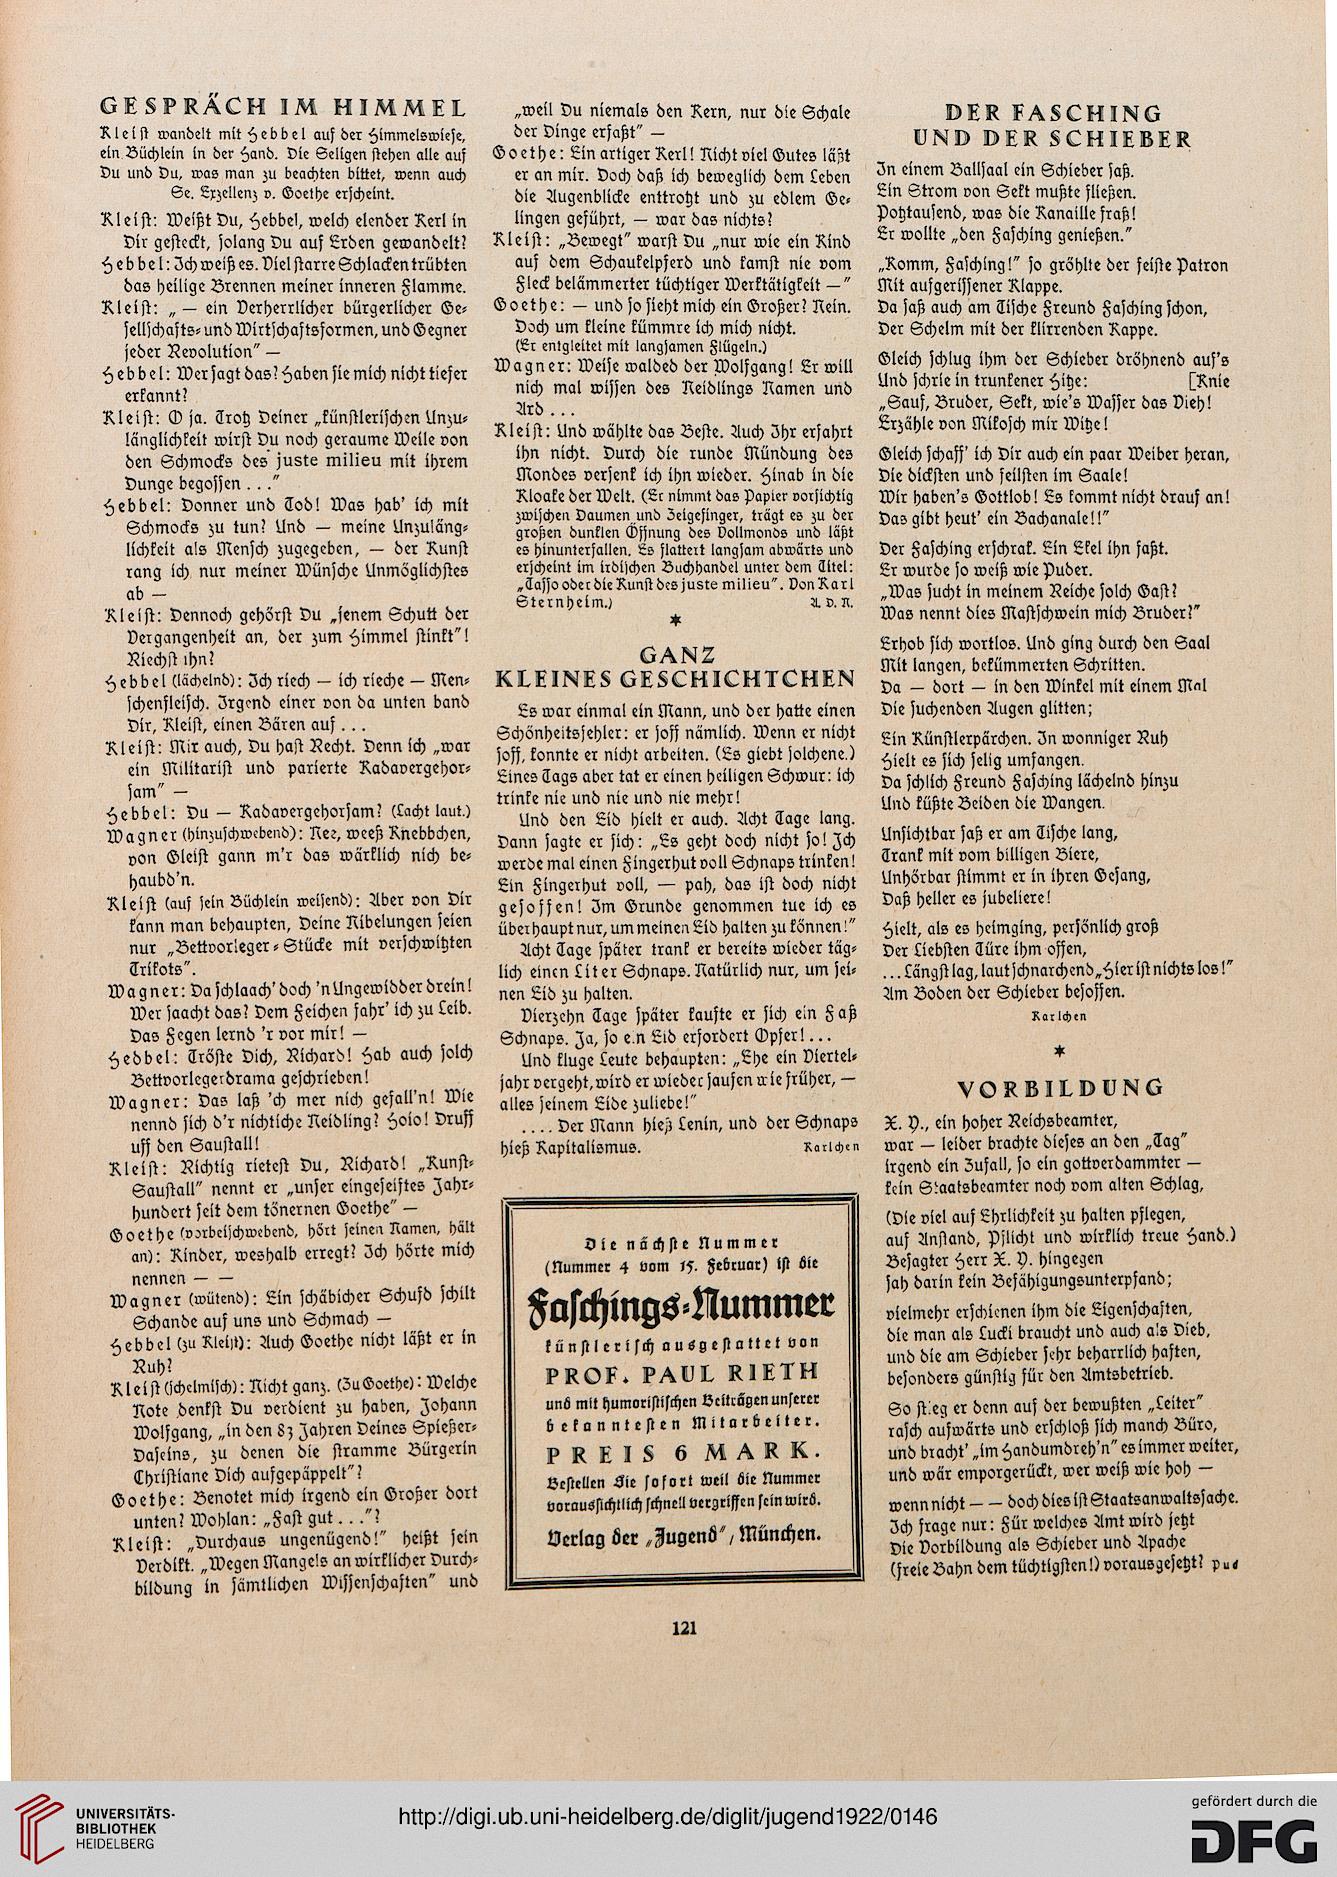 GESPRÄCH IM HIMMEL
Kleist wandelt mit Hebbel auf der Himmelswiese,
ein Büchlein in der Hand. Die Seligen stehen alle auf
Du und Du, was man zu beachten bittet, wenn auch
Se. Exzellenz v. Goethe erscheint.
Kleist: Weißt Du, Hebbel, welch elender Kerl in
Dir gesteckt, solang Du auf Erden gewandelt?
Hebbel: Ich weiß es. Viel starre Schlacken trübten
das heilige Brennen meiner inneren Flamme.
Kleist: „ — ein Verherrlicher bürgerlicher Ge-
sellschafts- und Wirtschaftsformen, und Gegner
jeder Revolution" —
Hebbel: Wer sagt das? Haben sie mich nicht tiefer
erkannt?
Kleist: O ja. Trotz Deiner „künstlerischen Unzu-
länglichkeit wirst Du noch geraume Weile von
den Schmocks des juste milieu mit ihrem
Dunge begossen . . ."
Hebbel: Donner und Tod! Was hab' ich mit
Schmocks zu tun? Und — meine Unzuläng-
lichkeit als Mensch zugegeben, — der Kunst
rang ich nur meiner Wünsche Unmöglichstes
ab —
Kleist: Dennoch gehörst Du „jenem Schutt der
Vergangenheit an, der zum Himmel stinkt"!
Riechst ihn?
Hebbel (lächelnd): Ich riech — ich rieche — Men-
schenfleisch. Irgend einer von da unten band
Dir, Kleist, einen Bären auf . . .
Kleist: Mir auch, Du hast Recht. Denn ich „war
ein Militarist und parierte Kadavergehor-
sam" —
Hebbel: Du — Kadavergehorsam? (Lacht laut.)
Wagner (hinzuschwebend): Nee, weeß Knebbchen,
von Gleist gann m'r das wärklich nich be-
haubd'n.
Kleist (auf sein Büchlein weisend): Aber von Dir
kann man behaupten, Deine Nibelungen seien
nur „Bettvorleger-Stücke mit verschwitzten
Trikots".
Wagner: Da schlaach' doch 'n Ungewidder drein!
Wer saacht das? Dem Feichen fahr' ich zu Leib.
Das Fegen lernd 'r vor mir! —
Hebbel: Tröste Dich, Richard! Hab auch solch
Bettvorlegerdrama geschrieben!
Wagner: Das laß 'ch mer nich gefall'n! Wie
nennd sich d'r nichtiche Neidling? Hoio! Druff
uff den Saustall!
Kleist: Richtig rietest Du, Richard! „Kunst-
Saustall" nennt er „unser eingeseiftes Jahr-
hundert seit dem tönernen Goethe" —
Goethe (vorbeischwebend, hört seinen Namen, hält
an): Kinder, weshalb erregt? Ich hörte mich
nennen — —
Wagner (wütend): Ein schäbicher Schufd schilt
Schande auf uns und Schmach —
Hebbel (zu Kleist): Auch Goethe nicht läßt er in
Ruh?
Kleist (schelmisch): Nicht ganz. (Zu Goethe): Welche
Note denkst Du verdient zu haben, Johann
Wolfgang, „in den 83 Jahren Deines Spießer-
Daseins, zu denen die stramme Bürgerin
Christiane Dich aufgepäppelt"?
Goethe: Benotet mich irgend ein Großer dort
unten? Wohlan: „Fast gut . . ."?
Kleist: „Durchaus ungenügend!" heißt sein
Verdikt. „Wegen Mangels an wirklicher Durch-
bildung in sämtlichen Wissenschaften" und
„weil Du niemals den Kern, nur die Schale
der Dinge erfaßt" —
Goethe: Ein artiger Kerl! Nicht viel Gutes läßt
er an mir. Doch daß ich beweglich dem Leben
die Augenblicke enttrotzt und zu edlem Ge-
lingen geführt, — war das nichts?
Kleist: „Bewegt" warst Du „nur wie ein Kind
auf dem Schaukelpferd und kamst nie vom
Fleck belämmerter tüchtiger Werktätigkeit —"
Goethe: — und so sieht mich ein Großer? Nein.
Doch um kleine kümmre ich mich nicht.
(Er entgleitet mit langsamen Flügeln.)
Wagner: Weise walded der Wolfgang! Er will
nich mal wissen des Neidlings Namen und
Ard . . .
Kleist: Und wählte das Beste. Auch Ihr erfahrt
ihn nicht. Durch die runde Mündung des
Mondes versenk ich ihn wieder. Hinab in die
Kloake der Welt. (Er nimmt das Papier vorsichtig
zwischen Daumen und Zeigefinger, trägt es zu der
großen dunklen Öffnung des Vollmonds und läßt
es hinunterfallen. Es flattert langsam abwärts und
erscheint im irdischen Buchhandel unter dem Titel:
„Tasso oder die Kunst des juste milieu". Von Karl
Sternheim.) A. D. N.
*
GANZ
KLEINES GESCHICHTCHEN
Es war einmal ein Mann, und der hatte einen
Schönheitsfehler: er soff nämlich. Wenn er nicht
soff, konnte er nicht arbeiten. (Es giebt solchene.)
Eines Tags aber tat er einen heiligen Schwur: ich
trinke nie und nie und nie mehr!
Und den Eid hielt er auch. Acht Tage lang.
Dann sagte er sich: „Es geht doch nicht so! Ich
werde mal einen Fingerhut voll Schnaps trinken!
Ein Fingerhut voll, — pah, das ist doch nicht
gesoffen! Im Grunde genommen tue ich es
überhaupt nur, um meinen Eid halten zu können!"
Acht Tage später trank er bereits wieder täg-
lich einen Liter Schnaps. Natürlich nur, um sei-
nen Eid zu halten.
Vierzehn Tage später kaufte er sich ein Faß
Schnaps. Ja, so ein Eid erfordert Opfer! . . .
Und kluge Leute behaupten: „Ehe ein Viertel-
jahr vergeht, wird er wieder saufen wie früher, —
alles seinem Eide zuliebe!"
. . . . Der Mann hieß Lenin, und der Schnaps
hieß Kapitalismus. Karlchen
Die nächste Nummer
(Nummer 4 vom 15. Februar) ist die
Faschings-Nummer
künstlerisch ausgestattet von
PROF. PAUL RIETH
und mit humoristischen Beiträgen unserer
bekanntesten Mitarbeiter.
PREIS 6 MARK.
Bestellen Sie sofort weil die Nummer
voraussichtlich schnell vergriffen sein wird.
Verlag der „Jugend", München.
DER FASCHING
UND DER SCHIEBER
In einem Ballsaal ein Schieber saß.
Ein Strom von Sekt mußte fließen.
Potztausend, was die Kanaille fraß!
Er wollte „den Fasching genießen."
„Komm, Fasching!" so gröhlte der feiste Patron
Mit aufgerissener Klappe.
Da saß auch am Tische Freund Fasching schon,
Der Schelm mit der klirrenden Kappe.
Gleich schlug ihm der Schieber dröhnend auf's
Und schrie in trunkener Hitze: [Knie
„Sauf, Bruder, Sekt, wie's Wasser das Vieh!
Erzähle von Mikosch mir Witze!
Gleich schaff' ich Dir auch ein paar Weiber heran,
Die dicksten und feilsten im Saale!
Wir haben's Gottlob! Es kommt nicht drauf an!
Das gibt heut' ein Bachanale!!"
Der Fasching erschrak. Ein Ekel ihn faßt.
Er wurde so weiß wie Puder.
„Was sucht in meinem Reiche solch Gast?
Was nennt dies Mastschwein mich Bruder?"
Erhob sich wortlos. Und ging durch den Saal
Mit langen, bekümmerten Schritten.
Da — dort — in den Winkel mit einem Mal
Die suchenden Augen glitten;
Ein Künstlerpärchen. In wonniger Ruh
Hielt es sich selig umfangen.
Da schlich Freund Fasching lächelnd hinzu
Und küßte Beiden die Wangen.
Unsichtbar saß er am Tische lang,
Trank mit vom billigen Biere,
Unhörbar stimmt er in ihren Gesang,
Daß heller es jubeliere!
Hielt, als es heimging, persönlich groß
Der Liebsten Türe ihm offen,
. . . Längst lag, laut schnarchend „Hier ist nichts los!"
Am Boden der Schieber besoffen.
Karlchen
*
VORBILDUNG
X. Y., ein hoher Reichsbeamter,
war — leider brachte dieses an den „Tag"
irgend ein Zufall, so ein gottverdammter —
kein Staatsbeamter noch vom alten Schlag,
(Die viel auf Ehrlichkeit zu halten pflegen,
auf Anstand, Pflicht und wirklich treue Hand.)
Besagter Herr X. Y. hingegen
sah darin kein Befähigungsunterpfand;
vielmehr erschienen ihm die Eigenschaften,
die man als Lucki braucht und auch als Dieb,
und die am Schieber sehr beharrlich haften,
besonders günstig für den Amtsbetrieb.
So stieg er denn auf der bewußten „Leiter"
rasch aufwärts und erschloß sich manch Büro,
und bracht' „im Handumdreh'n" es immer weiter,
und wär emporgerückt, wer weiß wie hoh —
wenn nicht — — doch dies ist Staatsanwaltssache.
Ich frage nur: Für welches Amt wird jetzt
Die Vorbildung als Schieber und Apache
(freie Bahn dem tüchtigsten!) vorausgesetzt? Puck
121
UNIVERSITÄTS-
BIBLIOTHEK
HEIDELBERG
http://digi.ub.uni-heidelberg.de/diglit/jugend1922/0146
gefördert durch die
DFG